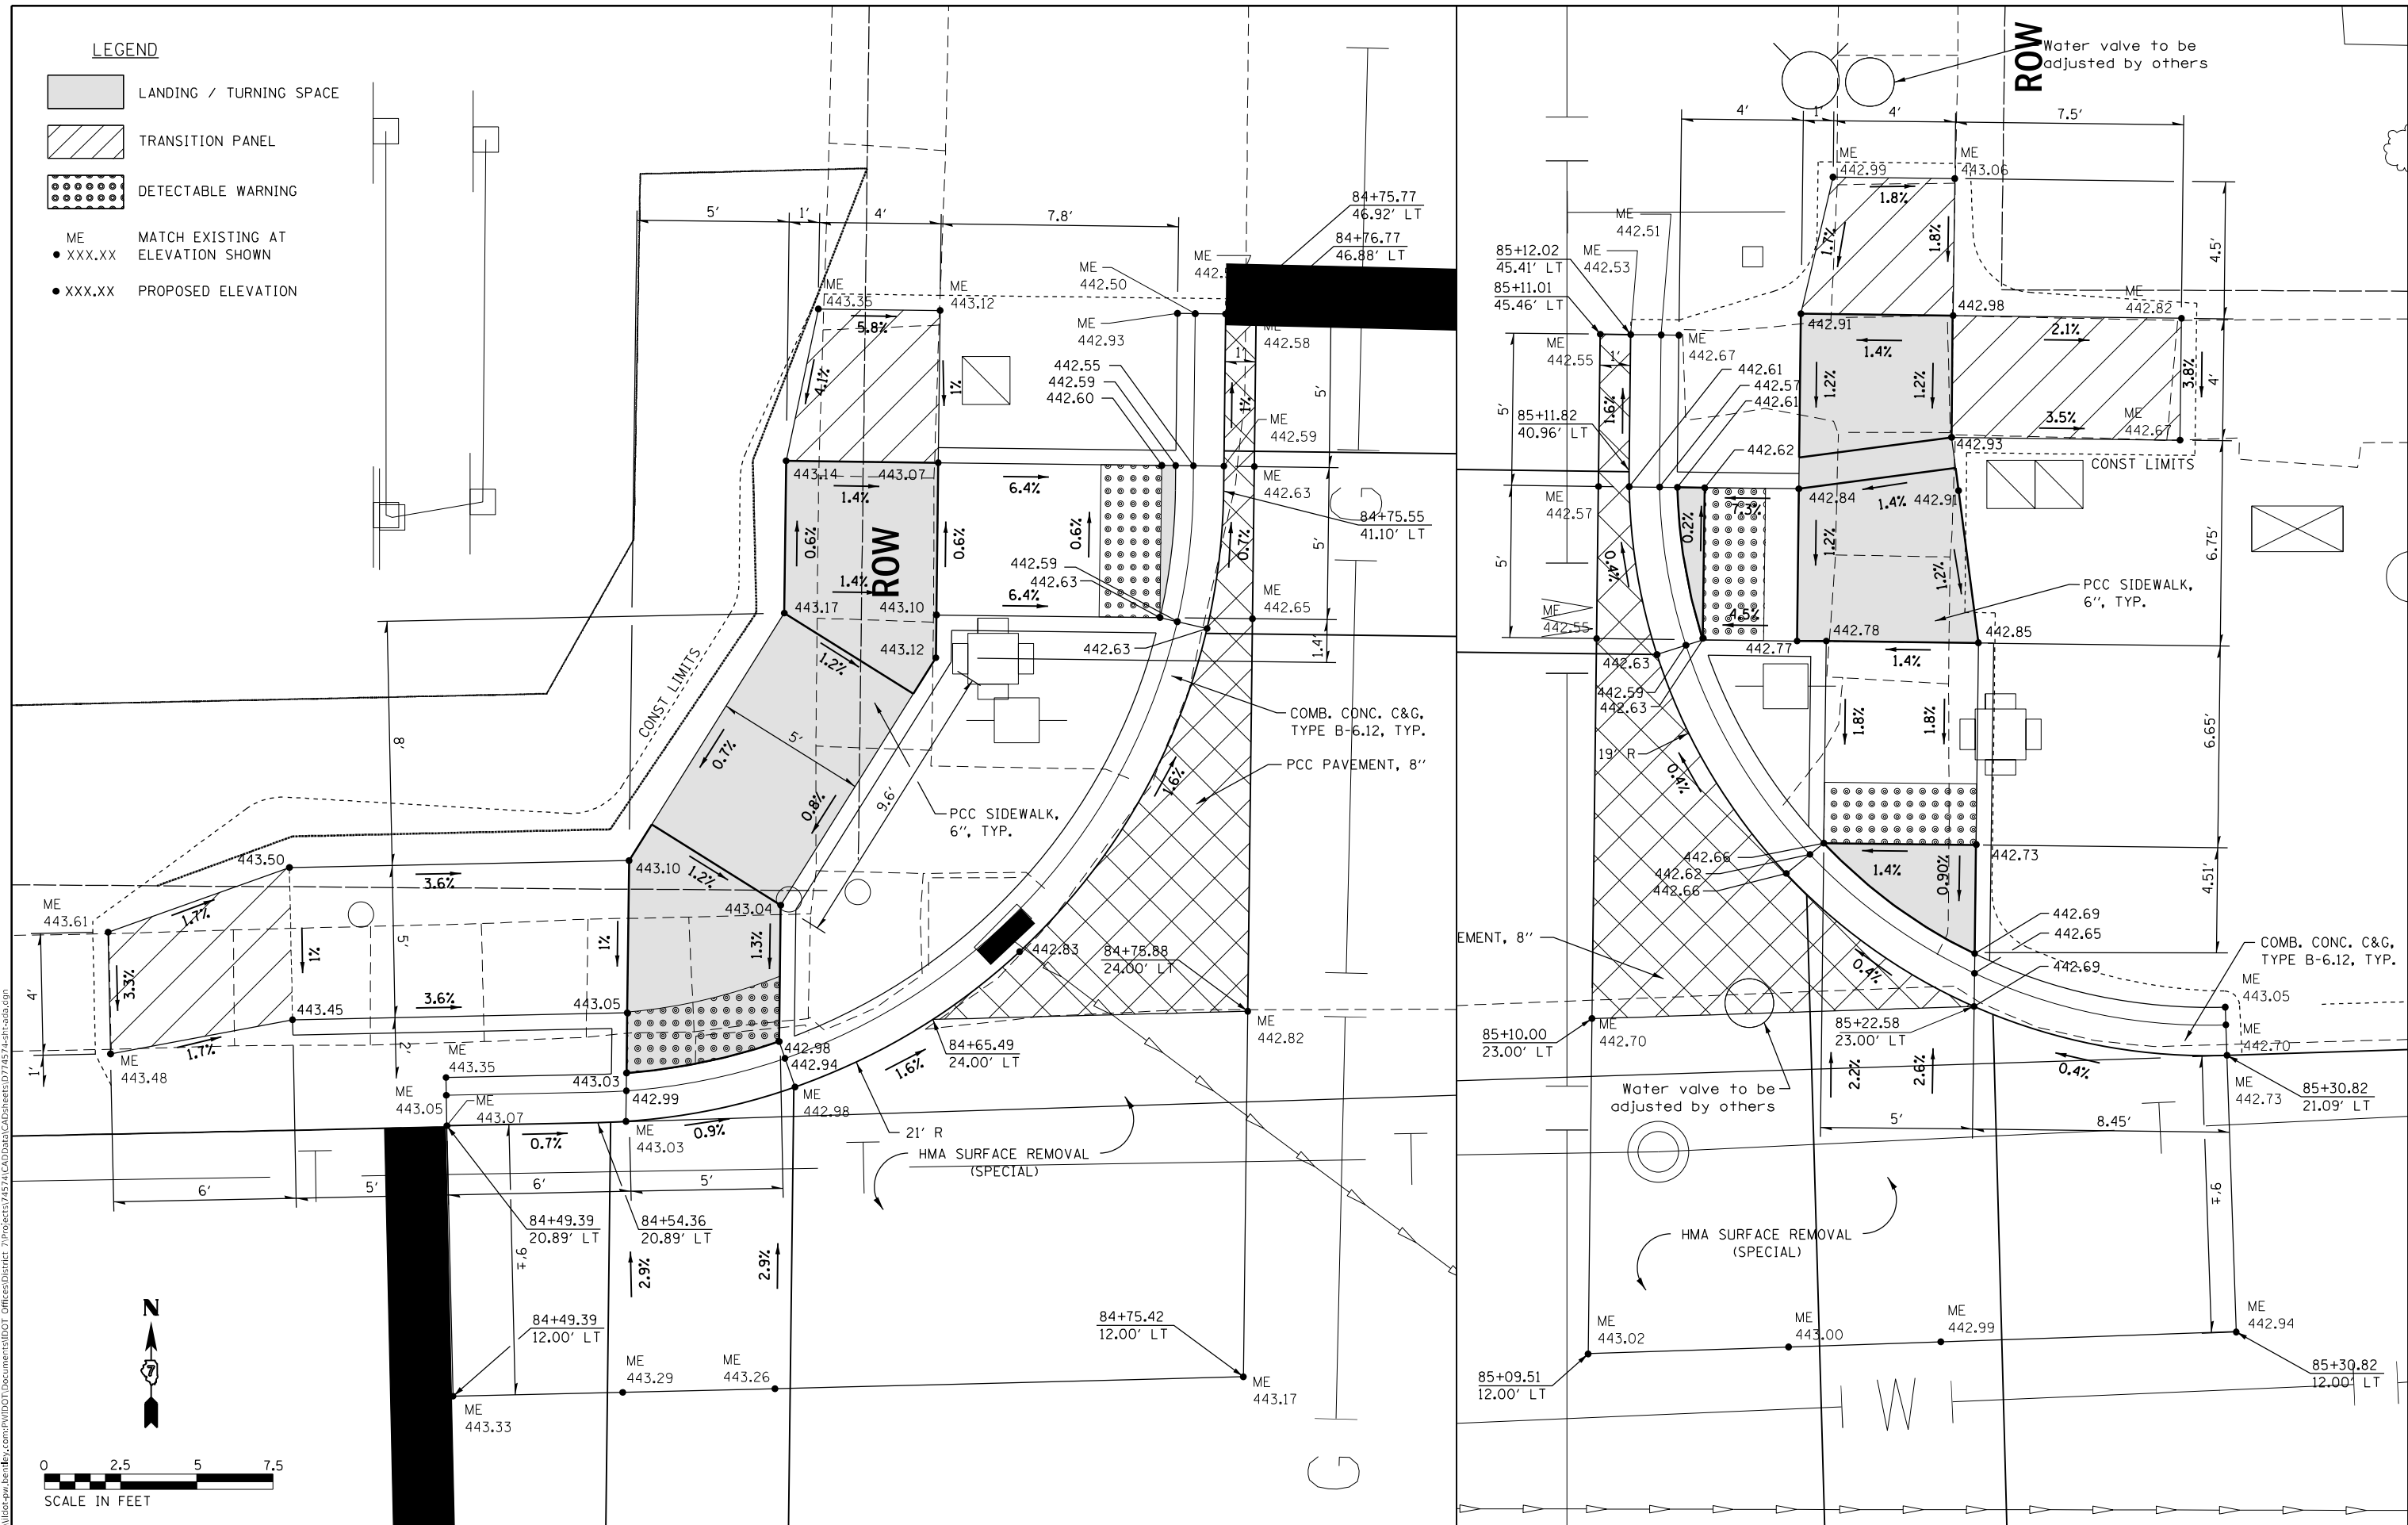 LEGEND
LANDING / TURNING SPACE
TRANSITION PANEL
DETECTABLE WARNING
ME
XXX.XX
MATCH EXISTING AT
ELEVATION SHOWN
XXX.XX
PROPOSED ELEVATION
5'
1'
4'
7.8'
84+75.77
46.92' LT
84+76.77
46.88' LT
ME
443.35
ME
443.12
5.8%
4.1%
1%
ME
442.50
ME
442.
ME
442.93
ME
442.58
442.55
442.59
442.60
1'
1%
5'
ME
442.59
ME
442.63
443.14
443.07
1.4%
6.4%
0.6%
0.6%
0.6%
ROW
84+75.55
41.10' LT
0.7%
5'
442.59
442.63
1.4%
443.17
443.10
6.4%
ME
442.65
443.12
442.63
1.4'
1.2%
CONST LIMITS
8'
5'
0.7%
0.8%
9.6'
COMB. CONC. C&G,
TYPE B-6.12, TYP.
PCC PAVEMENT, 8"
1.6%
PCC SIDEWALK,
6", TYP.
443.50
3.6%
443.10
1.2%
443.04
ME
443.61
1.7%
4'
3.3%
1%
5'
1%
1.3%
442.83
84+75.88
24.00' LT
3.6%
443.05
443.45
1.7%
1'
ME
443.48
2'
ME
443.35
442.98
442.94
84+65.49
24.00' LT
ME
442.82
1.6%
443.03
ME
443.05
ME
443.07
442.99
ME
442.98
0.7%
0.9%
ME
443.03
21' R
HMA SURFACE REMOVAL
(SPECIAL)
6'
5'
6'
5'
84+49.39
20.89' LT
84+54.36
20.89' LT
9'±
2.9%
2.9%
N
7
84+49.39
12.00' LT
84+75.42
12.00' LT
ME
443.29
ME
443.26
ME
443.17
ME
443.33
0
2.5
5
7.5
SCALE IN FEET
G
G
ROW
Water valve to be
adjusted by others
4'
1'
4'
7.5'
ME
442.99
ME
443.06
1.8%
1.7%
1.8%
4.5'
ME
442.51
85+12.02
45.41' LT
ME
442.53
85+11.01
45.46' LT
442.91
442.98
ME
442.82
2.1%
1.4%
3.8%
4'
ME
442.55
1'
ME
442.67
442.61
442.57
442.61
1.2%
1.2%
1.6%
5'
85+11.82
40.96' LT
3.5%
ME
442.67
442.62
442.93
CONST LIMITS
442.84
442.91
1.4%
ME
442.57
7.3%
0.2%
1.2%
1.2%
6.75'
5'
0.4%
4.5%
ME
442.55
PCC SIDEWALK,
6", TYP.
442.78
442.77
442.85
442.63
1.4%
442.59
442.63
1.8%
1.8%
6.65'
19' R
0.4%
442.66
442.62
442.66
442.73
1.4%
0.90%
4.51'
442.69
442.65
EMENT, 8"
0.4%
442.69
COMB. CONC. C&G,
TYPE B-6.12, TYP.
ME
443.05
85+10.00
23.00' LT
ME
442.70
85+22.58
23.00' LT
ME
442.70
Water valve to be
adjusted by others
2.2%
2.6%
0.4%
ME
442.73
85+30.82
21.09' LT
5'
8.45'
9'±
HMA SURFACE REMOVAL
(SPECIAL)
ME
443.02
ME
443.00
ME
442.99
ME
442.94
85+09.51
12.00' LT
85+30.82
12.00' LT
W